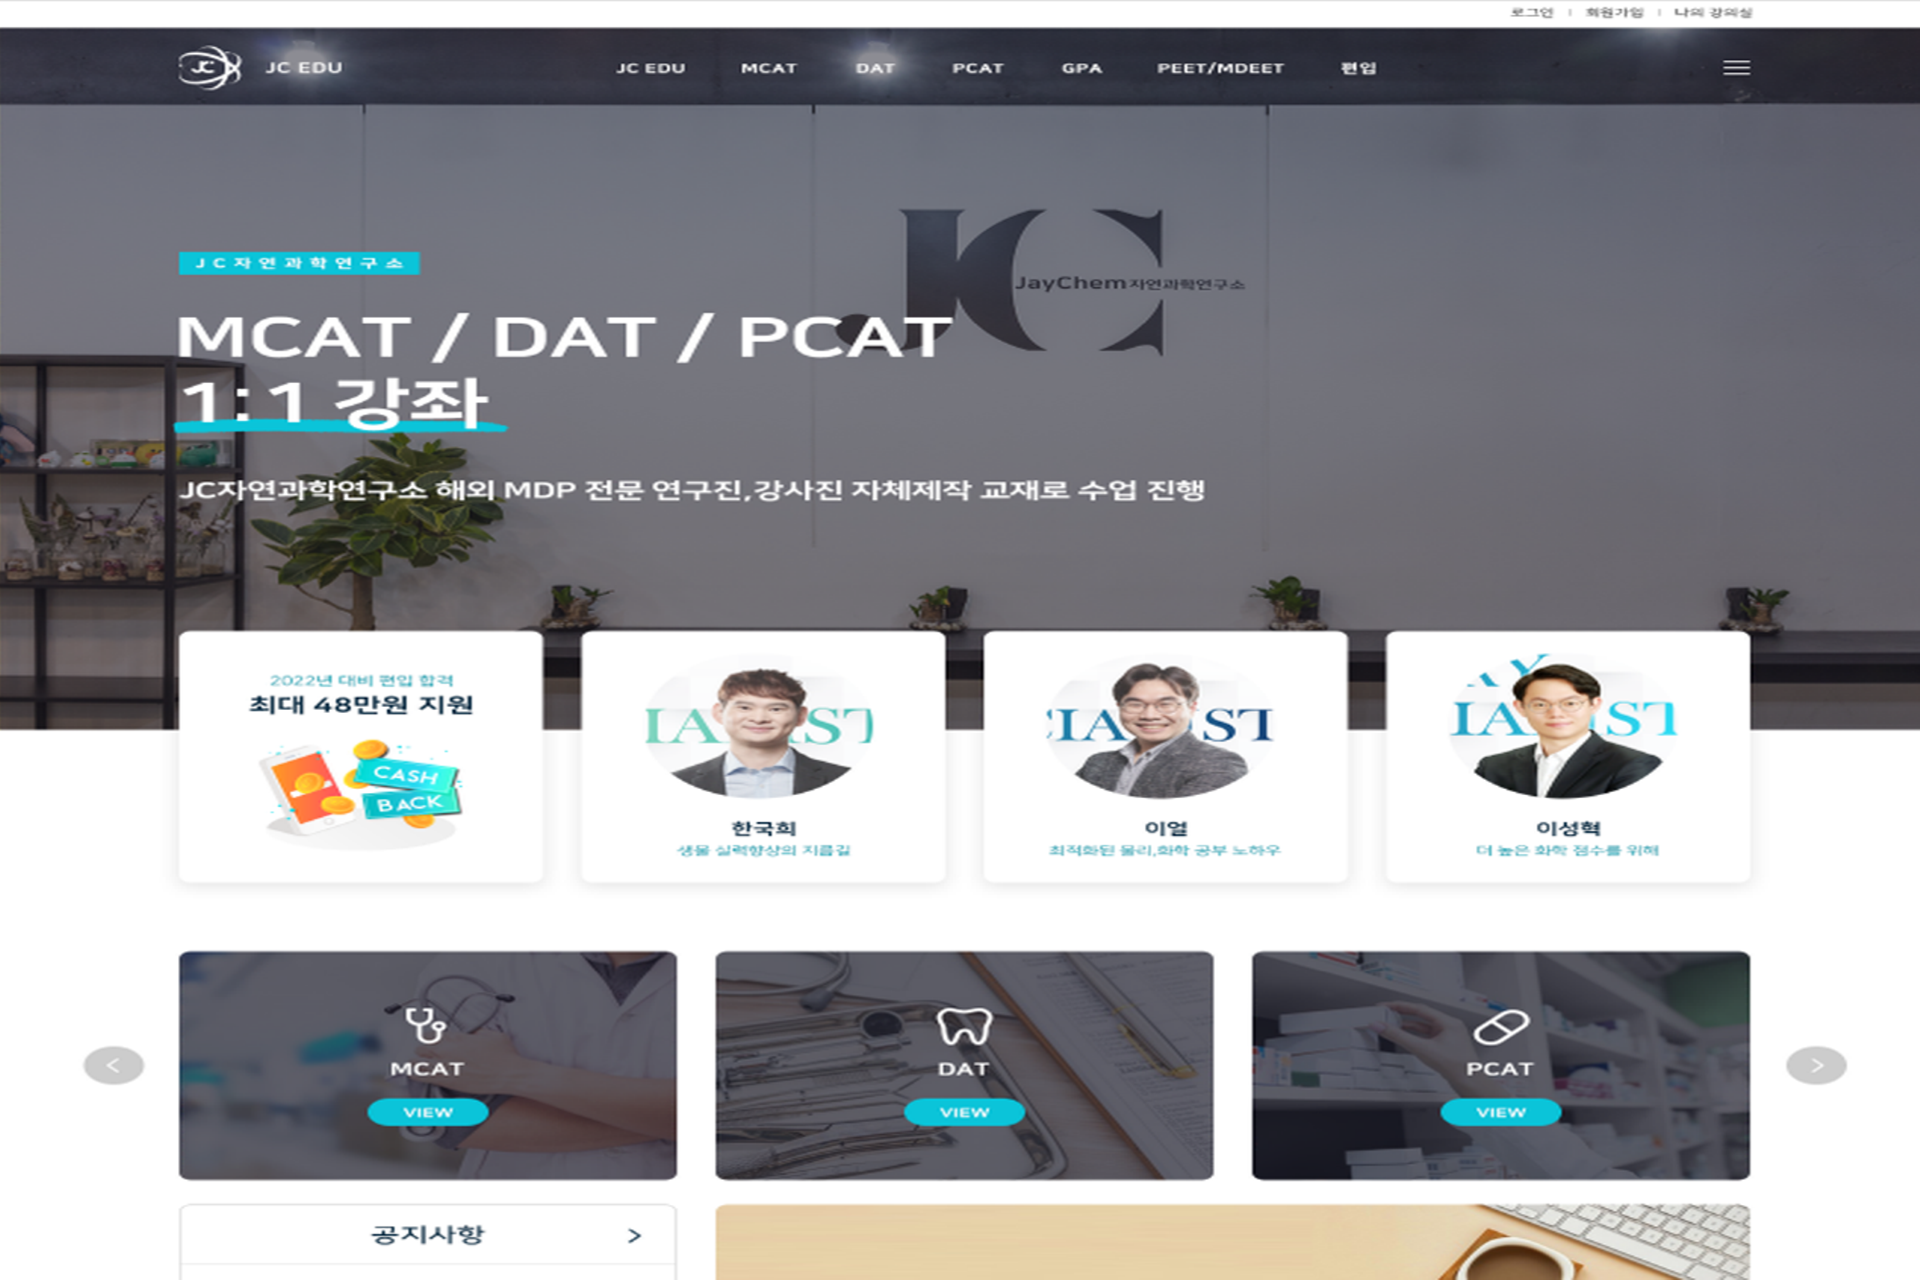 로그인 | 회원가입 | 나의 강의실
JC JC EDU
JC EDU MCAT DAT PCAT GPA PEET/MDEET 편입
JC
JayChem자연과학연구소
JC자연과학연구소
MCAT / DAT / PCAT
1:1 강좌
JC자연과학연구소 해외 MDP 전문 연구진,강사진 자체제작 교재로 수업 진행
2022년 대비 편입 합격
최대 48만원 지원
CASH
BACK
한국희
생물 실력향상의 지름길
이얼
최적화된 물리,화학 공부 노하우
이성혁
더 높은 화학 점수를 위해
MCAT
VIEW
DAT
VIEW
PCAT
VIEW
공지사항 >